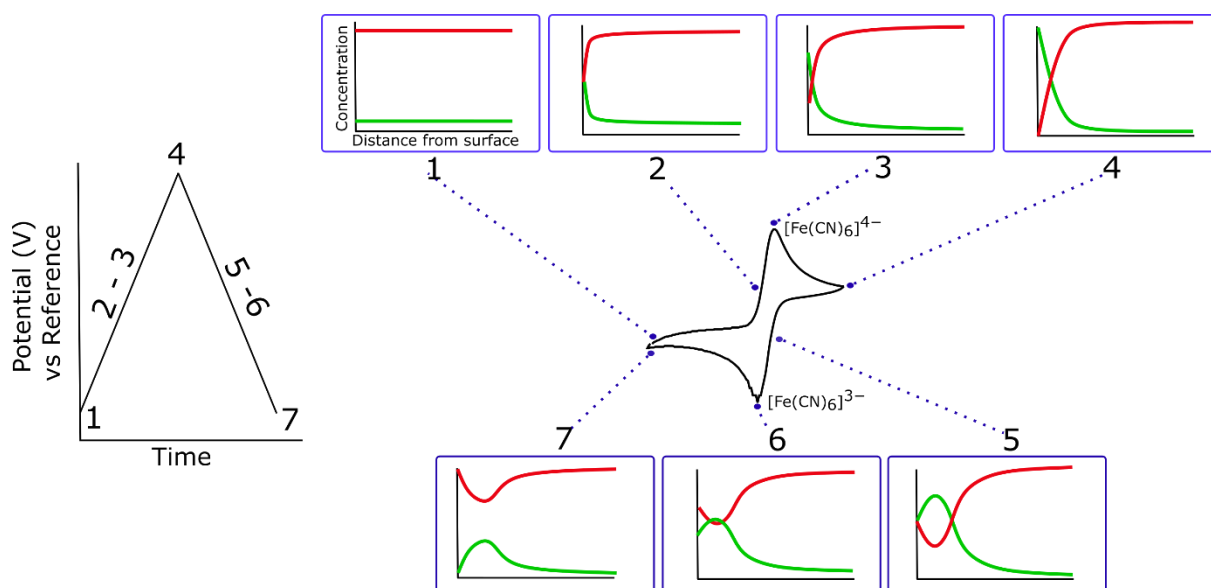 Concentration
Distance from surface
1
2
3
4
[Fe(CN)6]4−
4
Potential (V)
vs Reference
2 - 3
5 -6
1
7
Time
[Fe(CN)6]3−
7
6
5